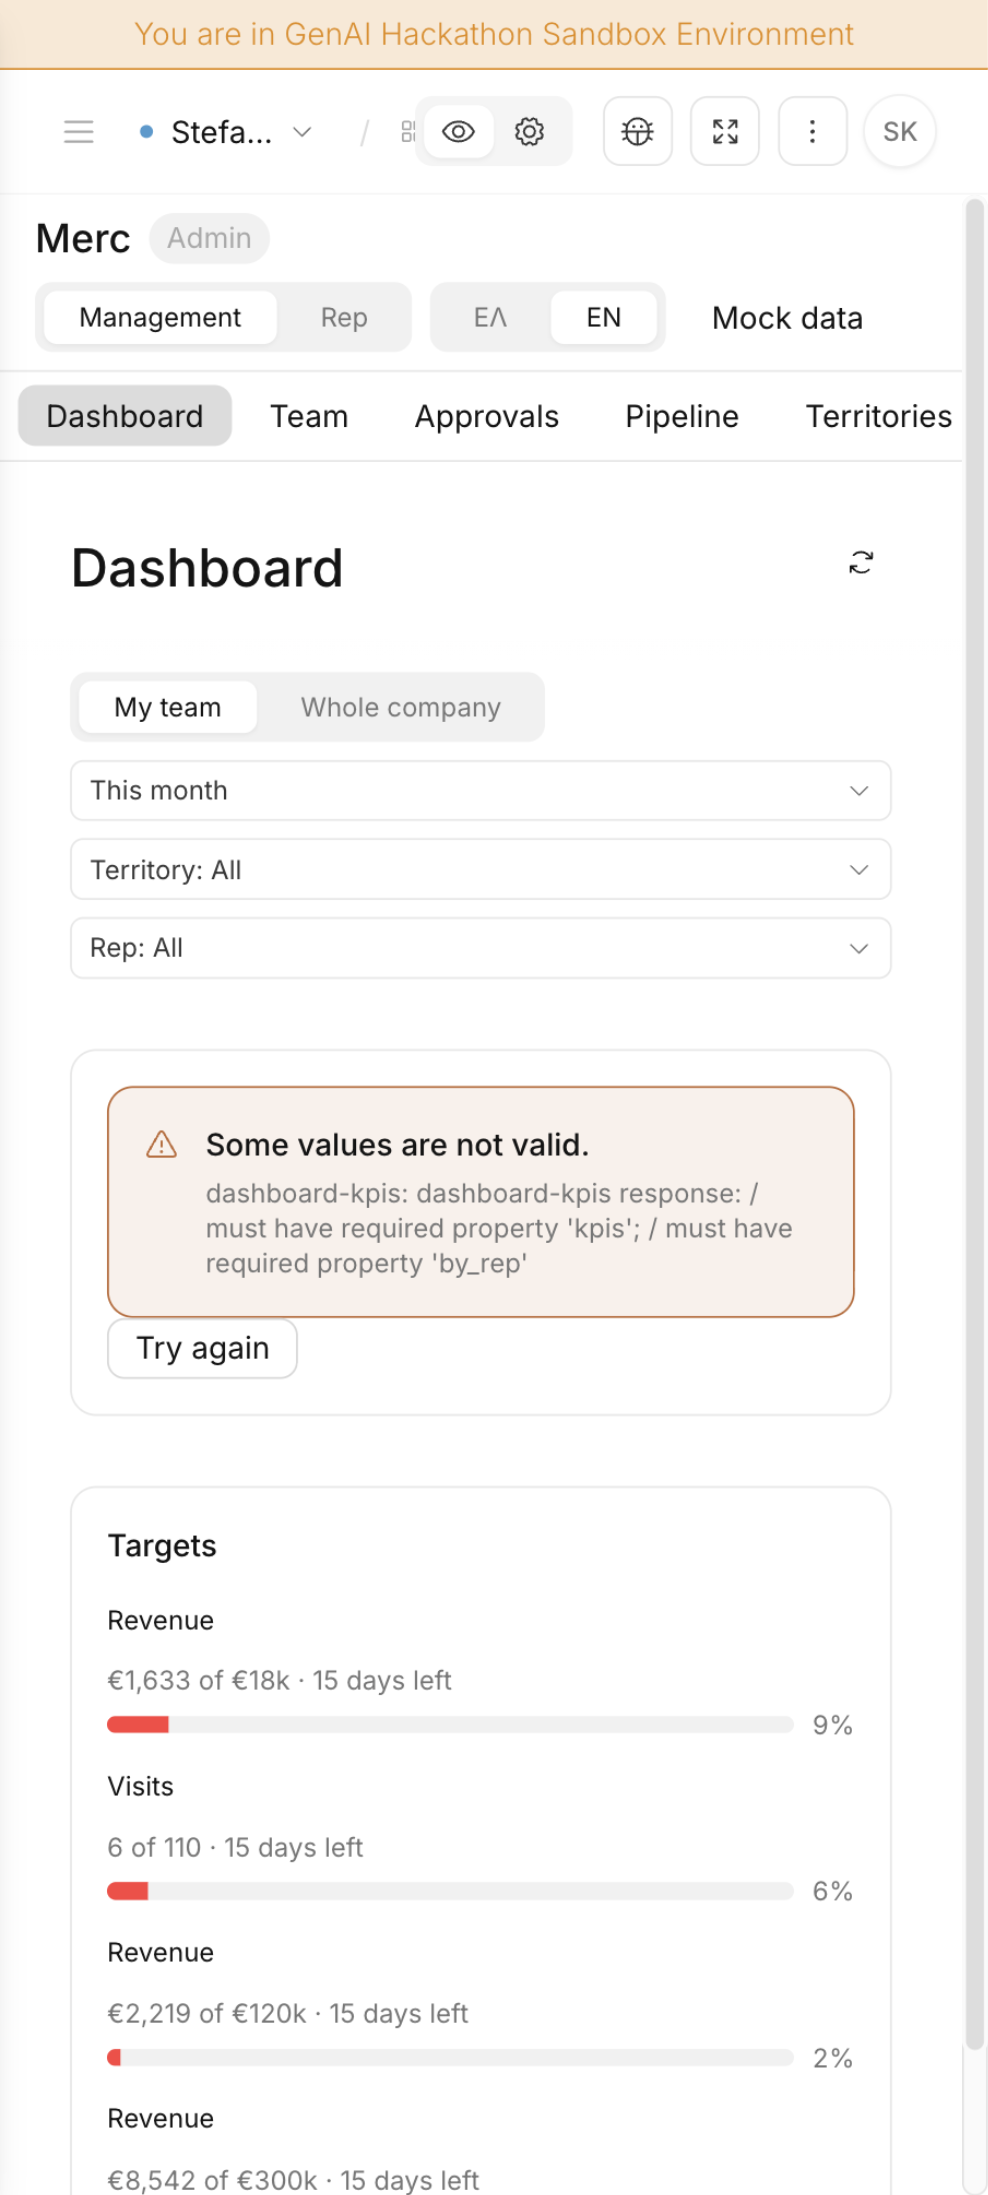 You are in GenAI Hackathon Sandbox Environment
Stefa... /
SK
Merc Admin
Management Rep ΕΛ EN Mock data
Dashboard Team Approvals Pipeline Territories
Dashboard
My team Whole company
This month
Territory: All
Rep: All
Some values are not valid.
dashboard-kpis: dashboard-kpis response: /
must have required property 'kpis'; / must have
required property 'by_rep'
Try again
Targets
Revenue
€1,633 of €18k · 15 days left
9%
Visits
6 of 110 · 15 days left
6%
Revenue
€2,219 of €120k · 15 days left
2%
Revenue
€8,542 of €300k · 15 days left